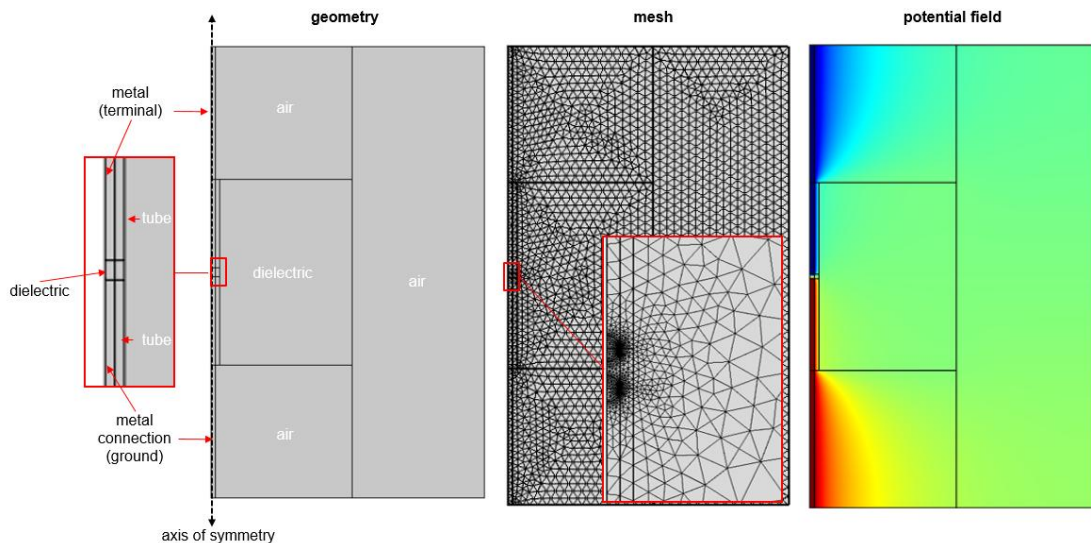 geometry
mesh
potential field
metal
(terminal)
air
tube
dielectric
dielectric
air
tube
metal
connection
(ground)
air
axis of symmetry